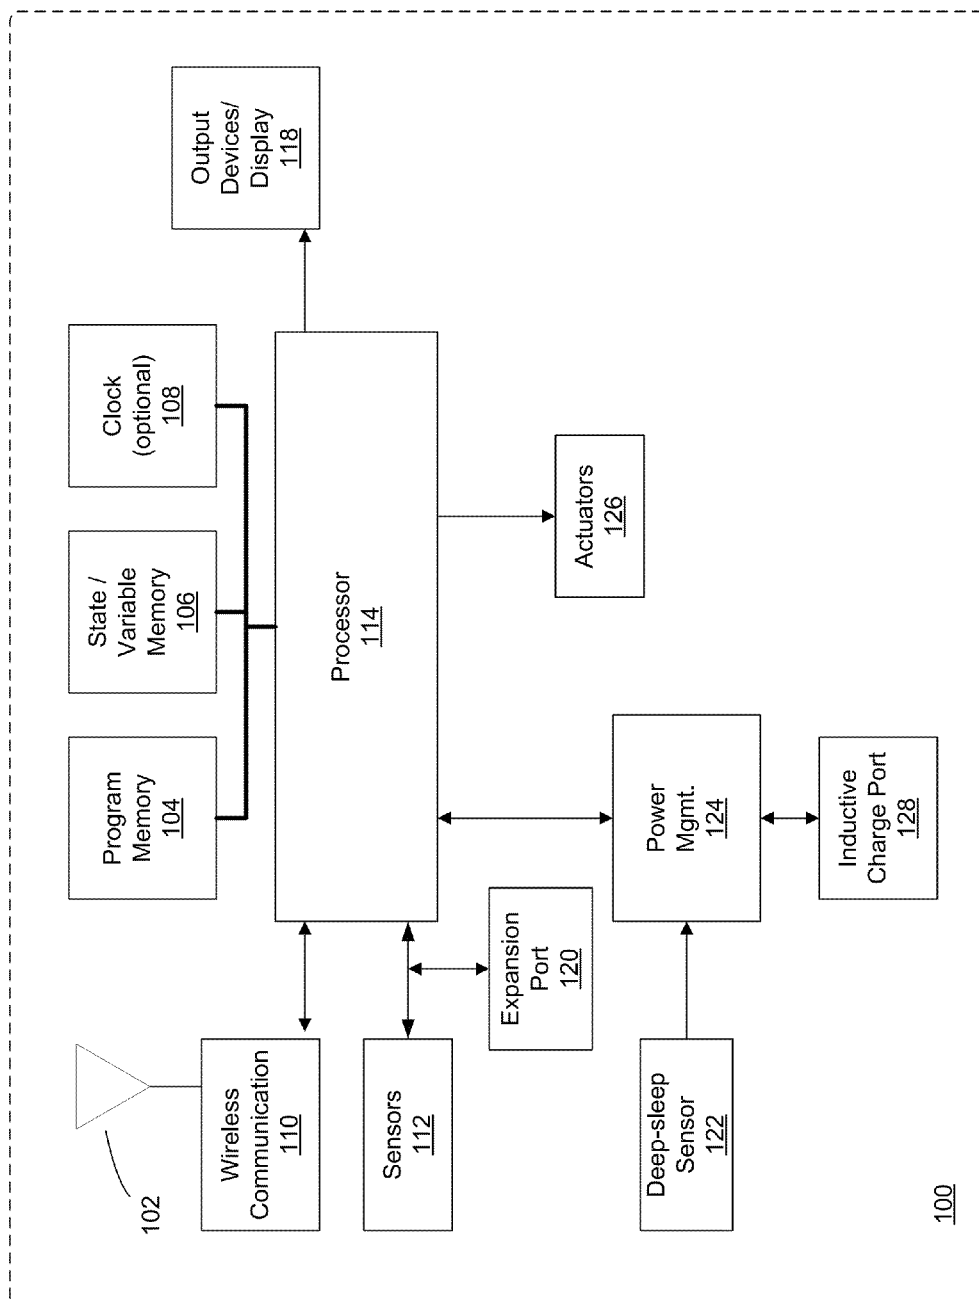 102
Wireless
Communication
110
Program
Memory
104
State /
Variable
Memory
106
Clock
(optional)
108
Output
Devices/
Display
118
Sensors
112
Processor
114
Expansion
Port
120
Actuators
126
Deep-sleep
Sensor
122
Power
Mgmt.
124
Inductive
Charge Port
128
100